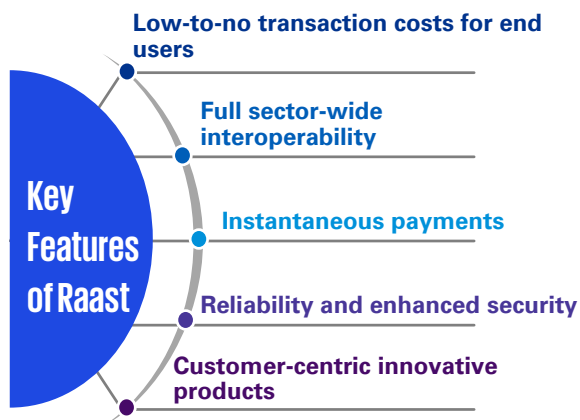 Low-to-no transaction costs for end
users
Full sector-wide
interoperability
Key
Features
of Raast
Instantaneous payments
Reliability and enhanced security
Customer-centric innovative
products